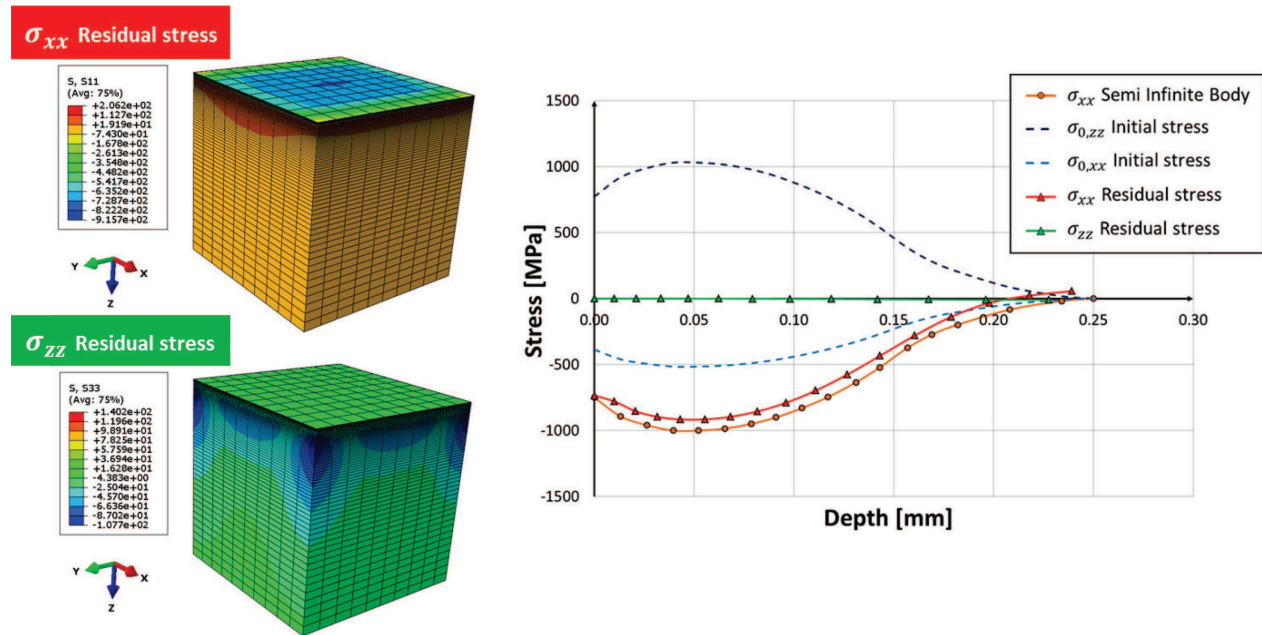 σxx Residual stress
S, S11
(Avg: 75%)
+2.062e+02
+1.127e+02
+1.919e+01
-7.430e+01
-1.678e+02
-2.613e+02
-3.548e+02
-4.482e+02
-5.417e+02
-6.352e+02
-7.287e+02
-8.222e+02
-9.157e+02
Y
X
Z
σzz Residual stress
S, S33
(Avg: 75%)
+1.402e+02
+1.196e+02
+9.891e+01
+7.825e+01
+5.759e+01
+3.694e+01
+1.628e+01
-4.383e+00
-2.504e+01
-4.570e+01
-6.636e+01
-8.702e+01
-1.077e+02
Y
X
Z
σxx Semi Infinite Body
σ0,zz Initial stress
σ0,xx Initial stress
σxx Residual stress
σzz Residual stress
Stress [MPa]
1500
1000
500
0
-500
-1000
-1500
0.00
0.05
0.10
0.15
0.20
0.25
0.30
Depth [mm]